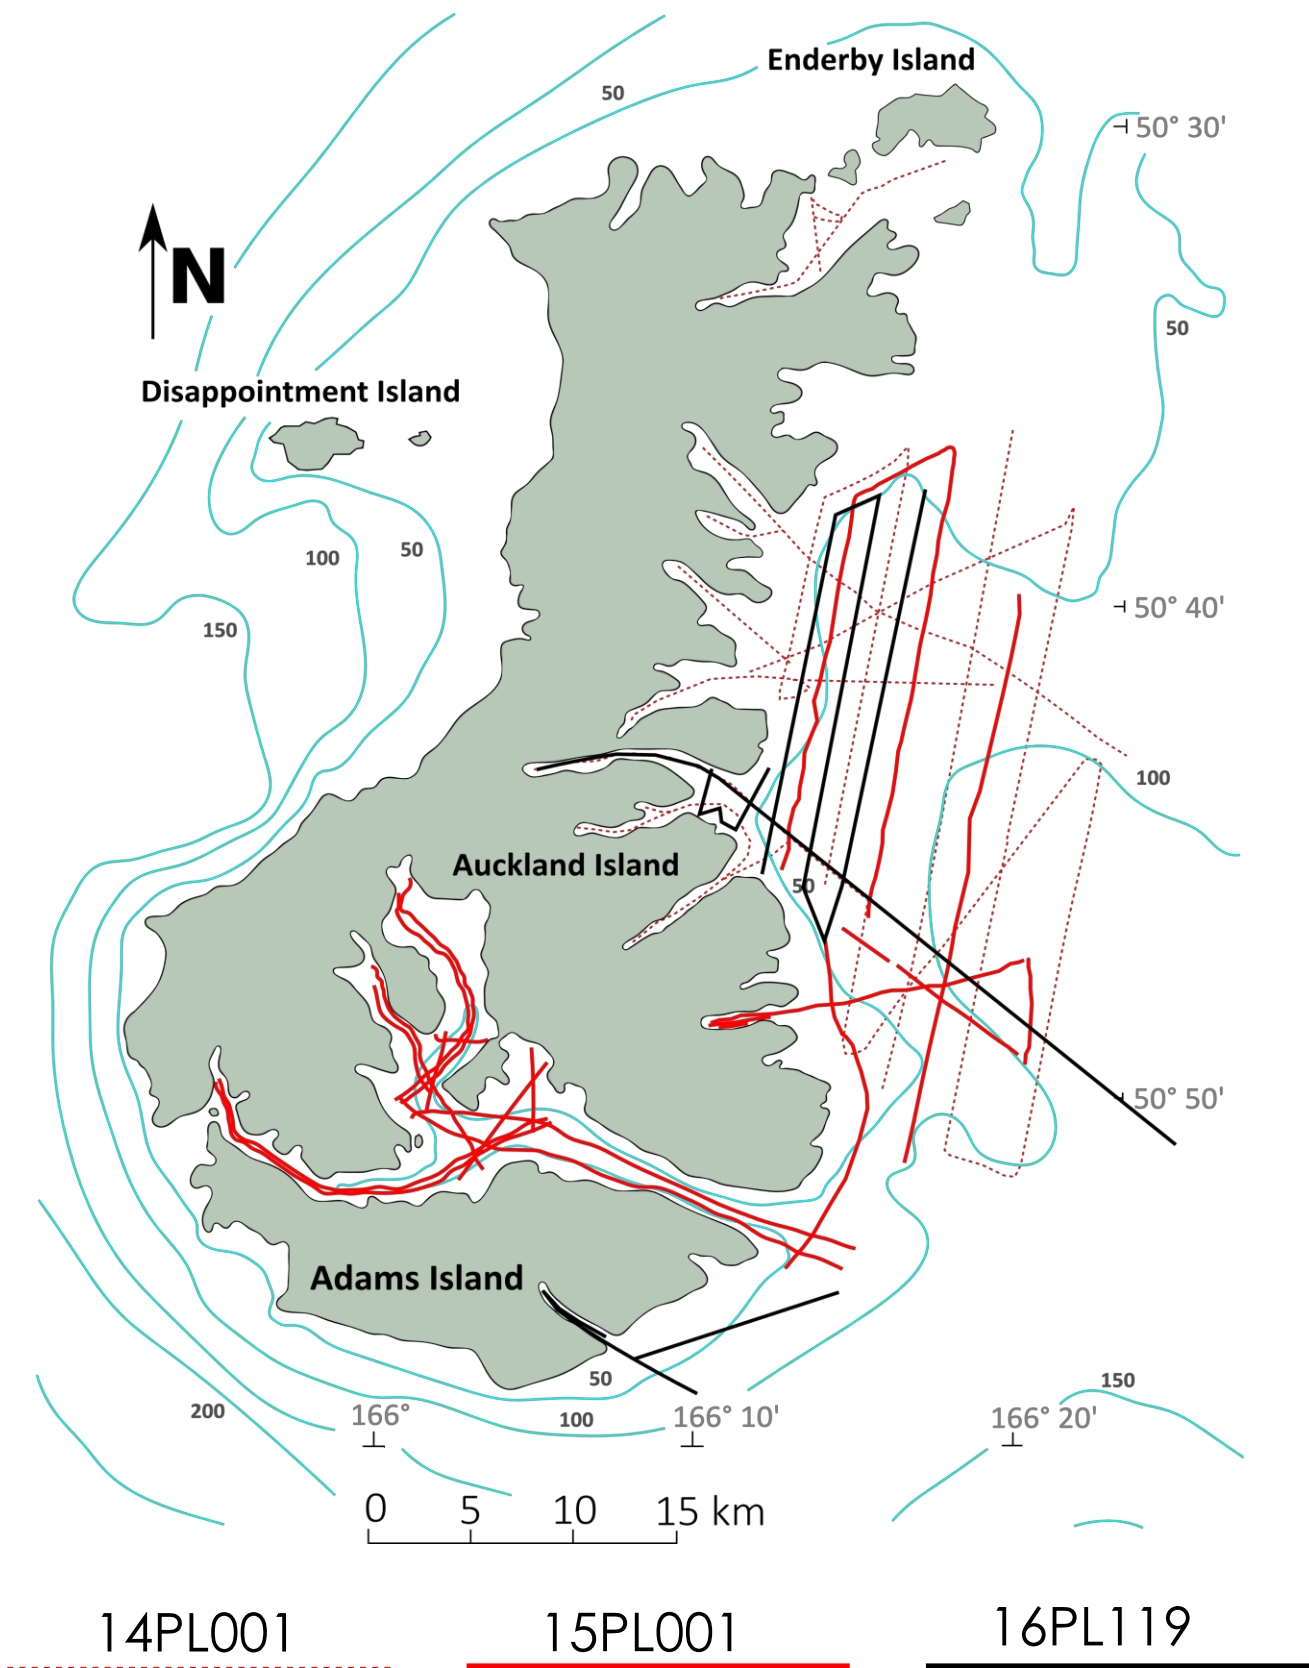 Enderby Island
50
50° 30'
N
50
Disappointment Island
100
50
50° 40'
150
100
Auckland Island
50
50° 50'
Adams Island
50
150
200
166°
100
166° 10'
166° 20'
0 5 10 15 km
14PL001 15PL001 16PL119